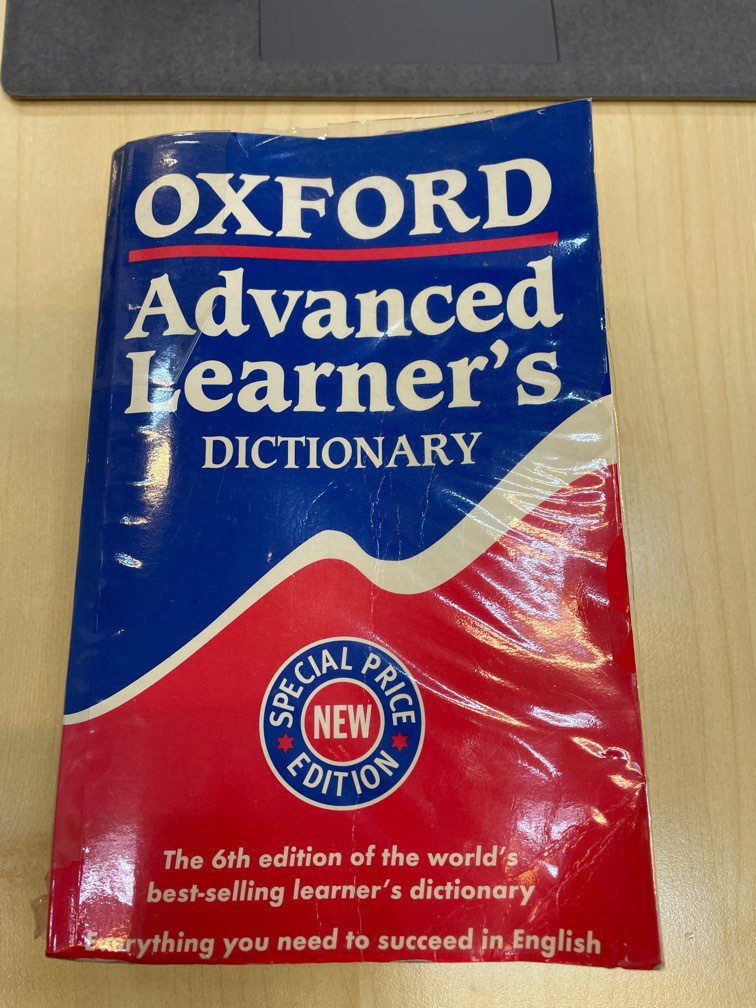 OXFORD
Advanced
Learner's
DICTIONARY
SPECIAL PRICE
NEW
EDITION
The 6th edition of the world's
best-selling learner's dictionary
Everything you need to succeed in English